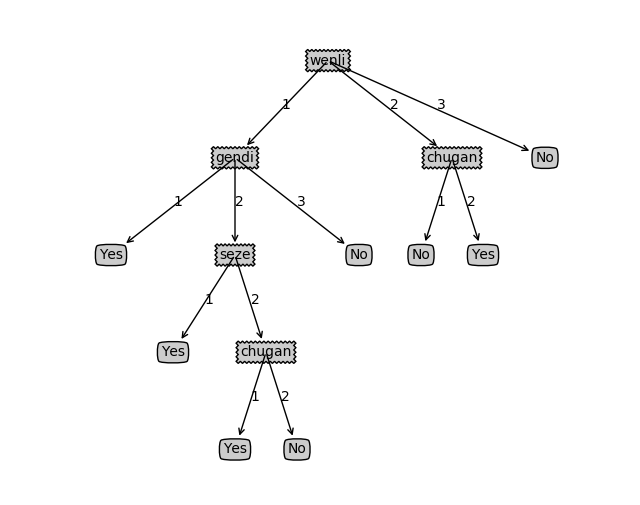 wenli
1 2 3
gendi chugan No
1 2 3 1 2
Yes seze No No Yes
1 2
Yes chugan
1 2
Yes No